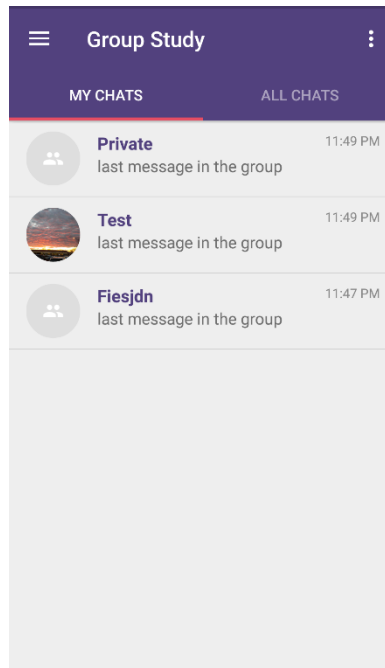 Group Study
MY CHATS
ALL CHATS
Private
11:49 PM
last message in the group
Test
11:49 PM
last message in the group
Fiesjdn
11:47 PM
last message in the group